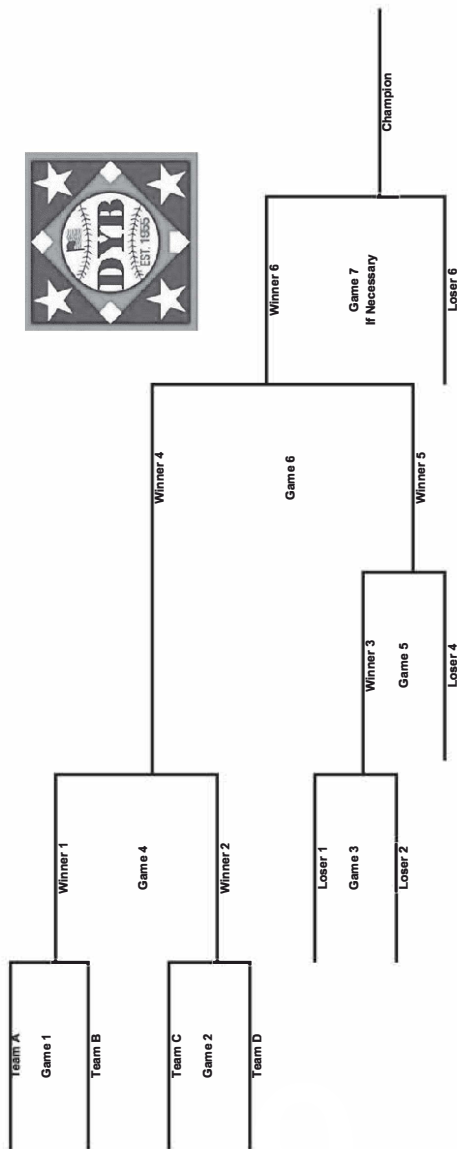 Team A
Game 1
Team B
Team C
Game 2
Team D
Winner 1
Game 4
Winner 2
Loser 1
Game 3
Loser 2
Winner 4
Game 6
Winner 3
Game 5
Loser 4
Winner 5
Winner 6
Game 7
If Necessary
Loser 6
Champion
DYB
EST. 1955